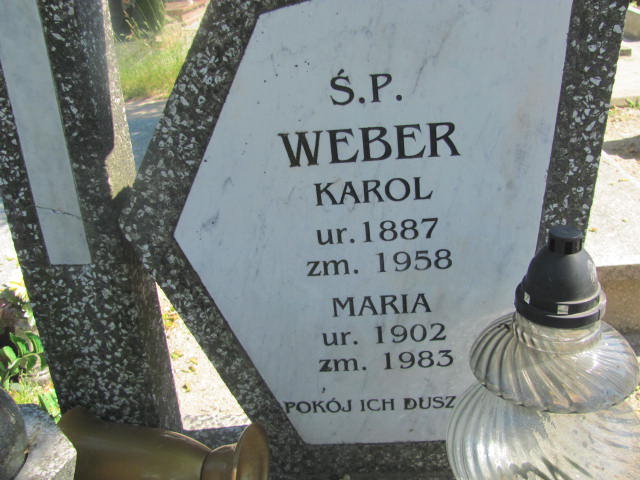 Ś.P.
WEBER
KAROL
ur. 1887
zm. 1958
MARIA
ur. 1902
zm. 1983
POKÓJ ICH DUSZ